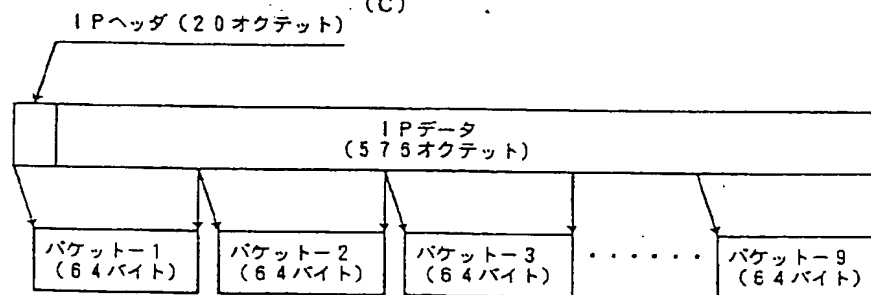 (C)
IPヘッダ(20オクテット)
IPデータ
(576オクテット)
パケット-1
(64バイト)
パケット-2
(64バイト)
パケット-3
(64バイト)
・・・・・・
パケット-9
(64バイト)